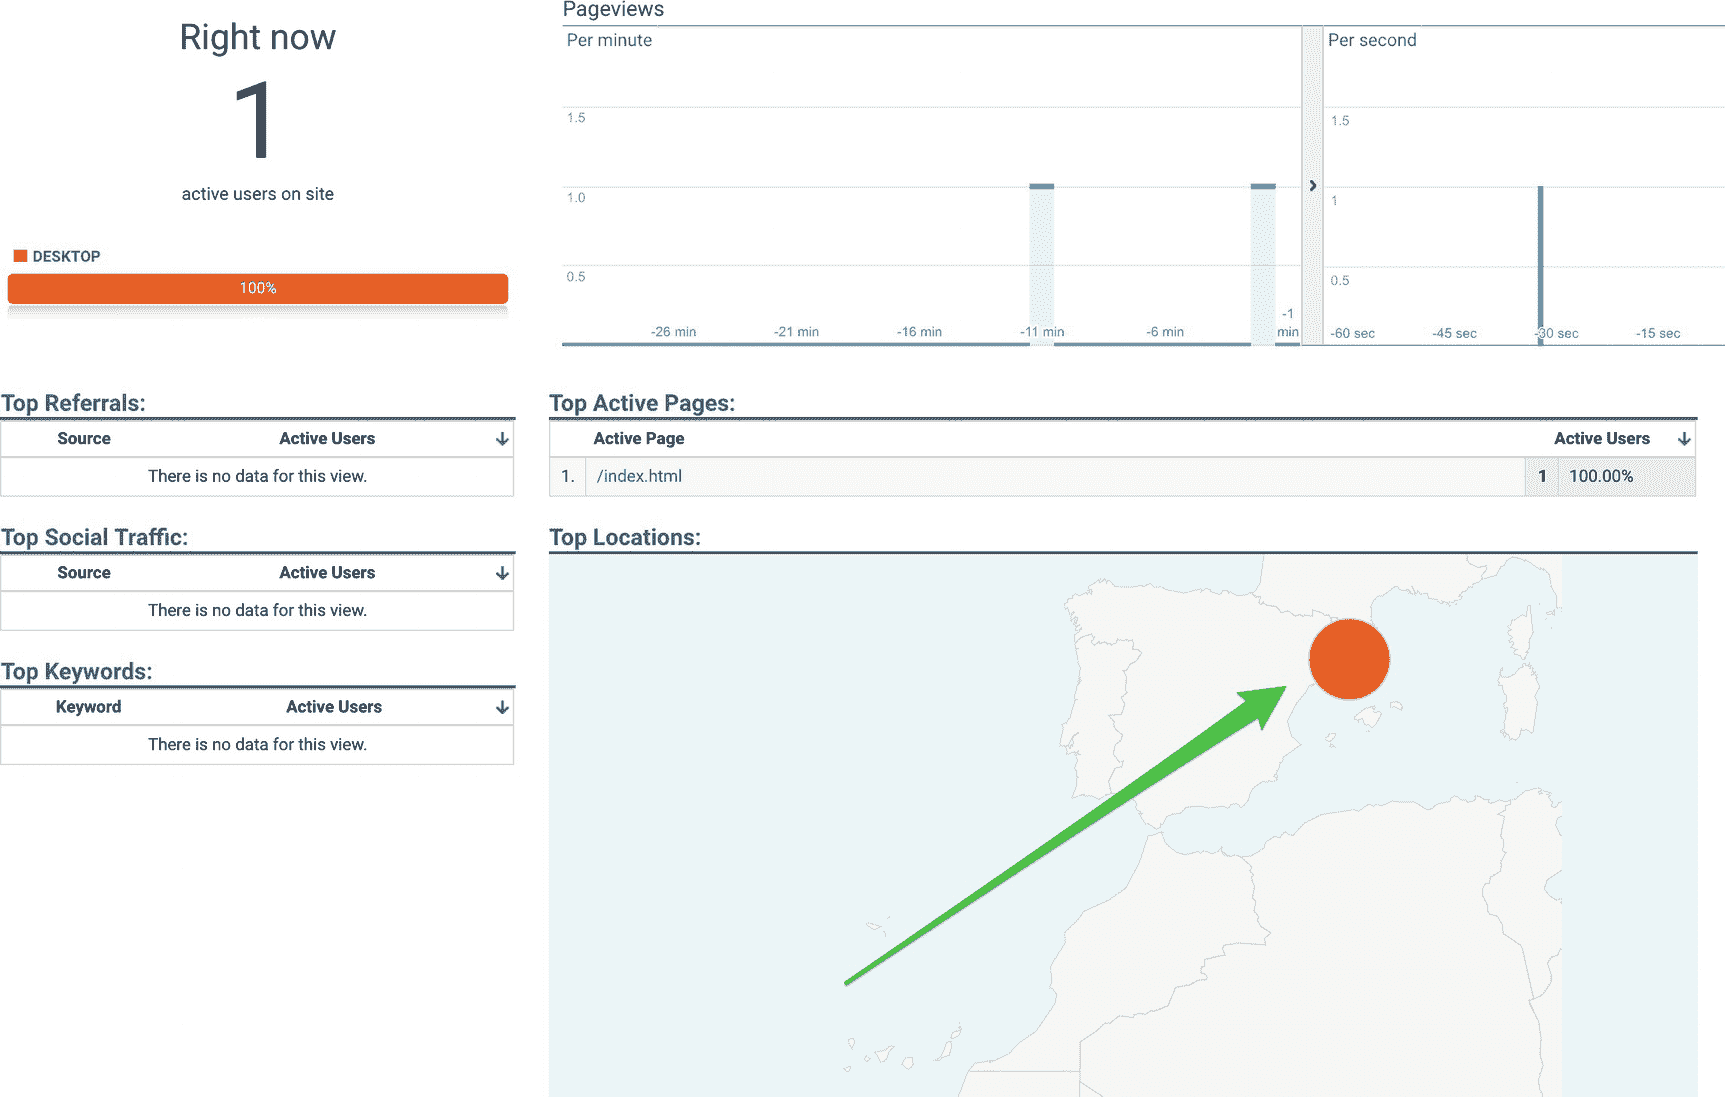 Right now
1
active users on site
DESKTOP
100%
Pageviews
Per minute
1.5
1.0
0.5
-26 min
-21 min
-16 min
-11 min
-6 min
-1
min
Per second
1.5
1
0.5
-60 sec
-45 sec
-30 sec
-15 sec
Top Referrals:
Source Active Users
There is no data for this view.
Top Active Pages:
Active Page Active Users
1. /index.html 1 100.00%
Top Social Traffic:
Source Active Users
There is no data for this view.
Top Keywords:
Keyword Active Users
There is no data for this view.
Top Locations: